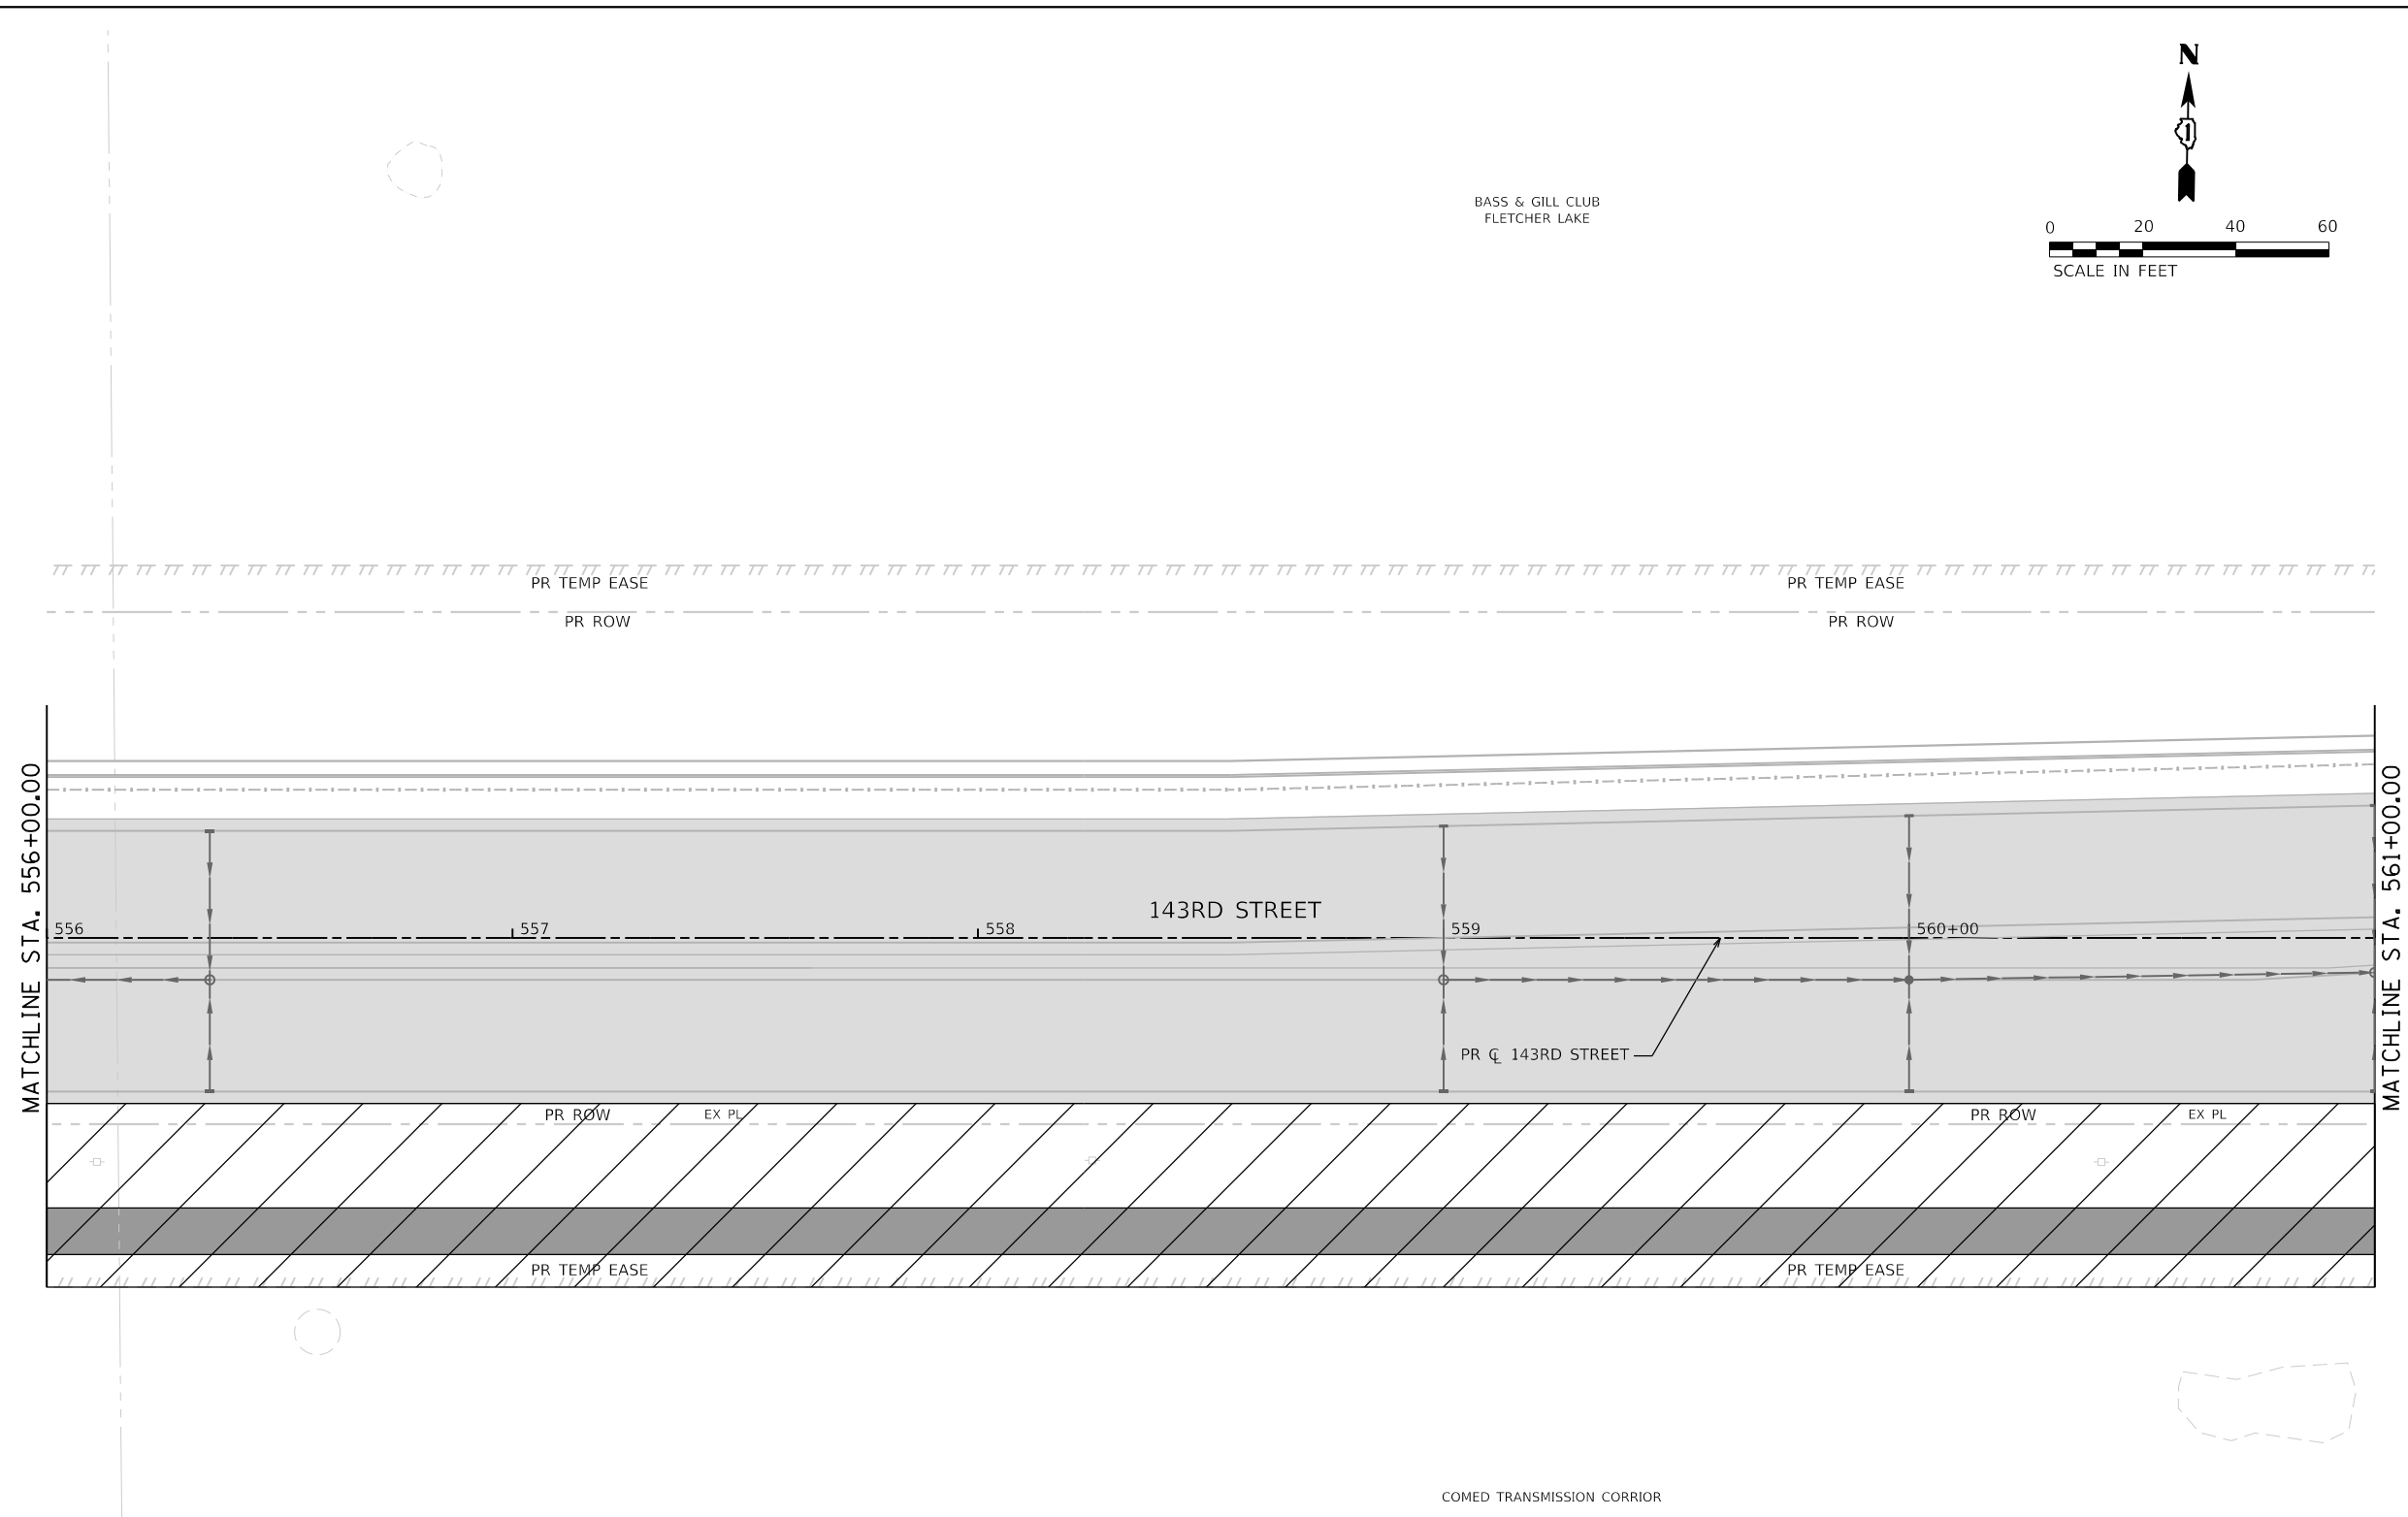 N
1
BASS & GILL CLUB
FLETCHER LAKE
0 20 40 60
SCALE IN FEET
PR TEMP EASE PR TEMP EASE
PR ROW PR ROW
MATCHLINE STA. 556+00.00
MATCHLINE STA. 561+00.00
143RD STREET
556 557 558 559 560+00
PR ℄ 143RD STREET
PR ROW EX PL PR ROW EX PL
PR TEMP EASE PR TEMP EASE
COMED TRANSMISSION CORRIOR